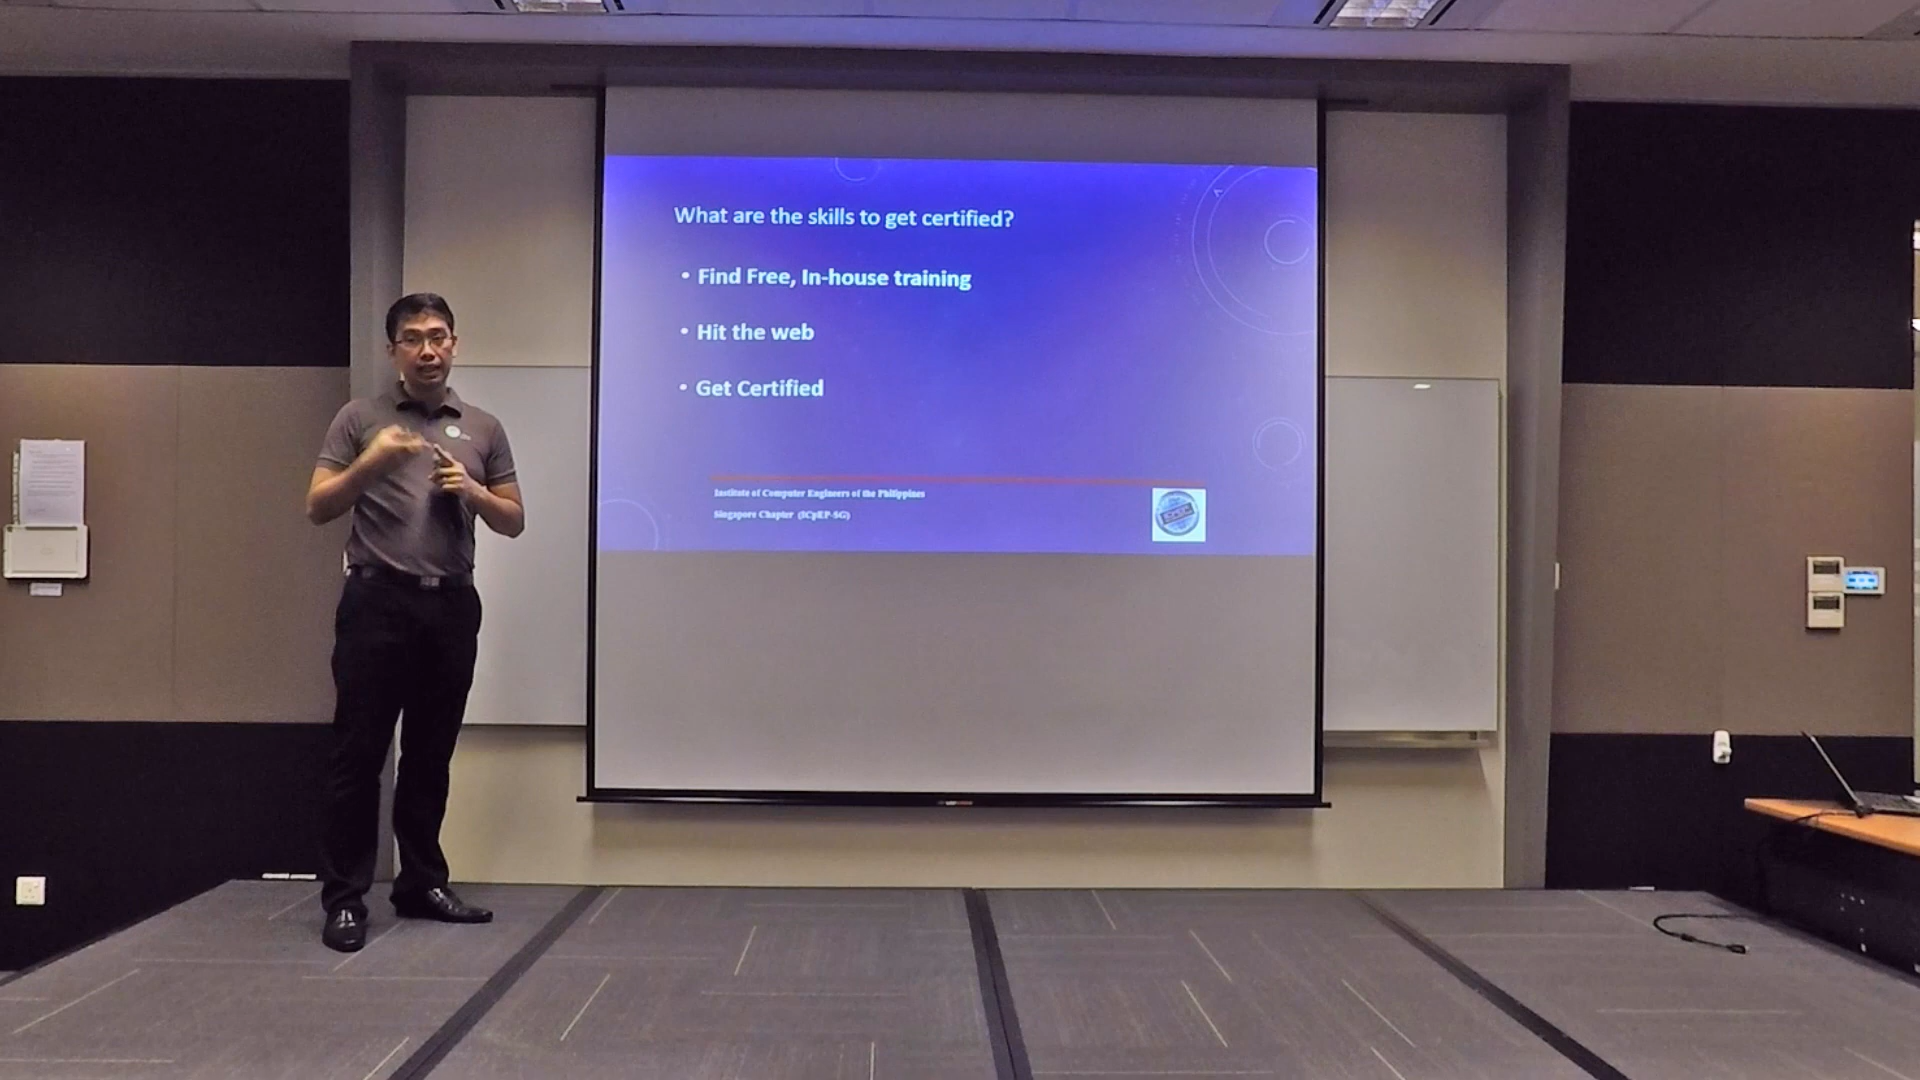 What are the skills to get certified?
• Find Free, In-house training
• Hit the web
• Get Certified
Institute of Computer Engineers of the Philippines
Singapore Chapter (ICpEP-SG)